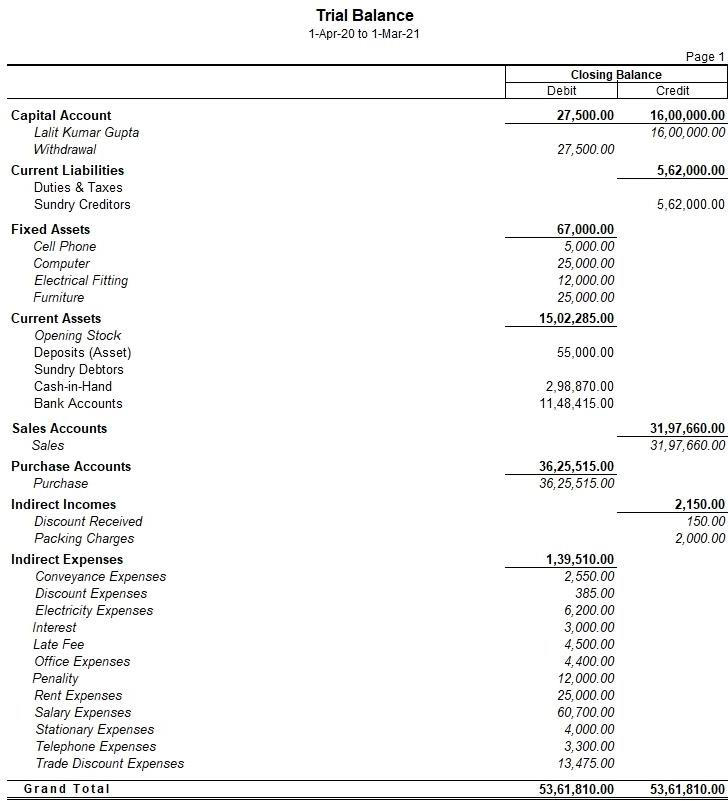 Trial Balance
1-Apr-20 to 1-Mar-21
Page 1
Closing Balance
Debit Credit
Capital Account 27,500.00 16,00,000.00
Lalit Kumar Gupta 16,00,000.00
Withdrawal 27,500.00
Current Liabilities 5,62,000.00
Duties & Taxes
Sundry Creditors 5,62,000.00
Fixed Assets 67,000.00
Cell Phone 5,000.00
Computer 25,000.00
Electrical Fitting 12,000.00
Furniture 25,000.00
Current Assets 15,02,285.00
Opening Stock
Deposits (Asset) 55,000.00
Sundry Debtors
Cash-in-Hand 2,98,870.00
Bank Accounts 11,48,415.00
Sales Accounts 31,97,660.00
Sales 31,97,660.00
Purchase Accounts 36,25,515.00
Purchase 36,25,515.00
Indirect Incomes 2,150.00
Discount Received 150.00
Packing Charges 2,000.00
Indirect Expenses 1,39,510.00
Conveyance Expenses 2,550.00
Discount Expenses 385.00
Electricity Expenses 6,200.00
Interest 3,000.00
Late Fee 4,500.00
Office Expenses 4,400.00
Penality 12,000.00
Rent Expenses 25,000.00
Salary Expenses 60,700.00
Stationary Expenses 4,000.00
Telephone Expenses 3,300.00
Trade Discount Expenses 13,475.00
Grand Total 53,61,810.00 53,61,810.00